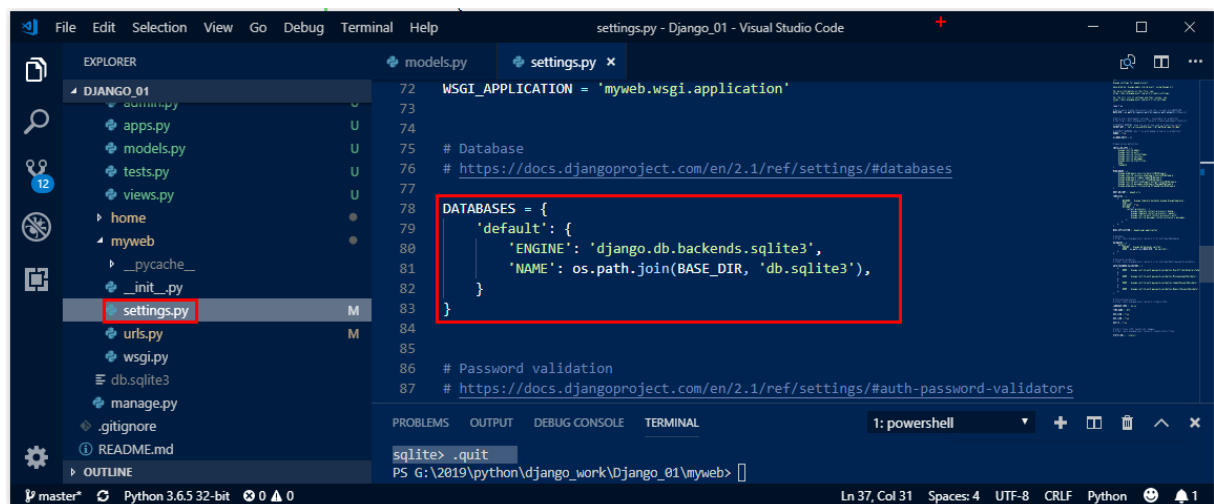 File Edit Selection View Go Debug Terminal Help settings.py - Django_01 - Visual Studio Code
EXPLORER
DJANGO_01
admin.py U
apps.py U
models.py U
tests.py U
views.py U
home
myweb
__pycache__
__init__.py
settings.py M
urls.py M
wsgi.py
db.sqlite3
manage.py
.gitignore
README.md
OUTLINE
12
models.py settings.py
72 WSGI_APPLICATION = 'myweb.wsgi.application'
73
74
75 # Database
76 # https://docs.djangoproject.com/en/2.1/ref/settings/#databases
77
78 DATABASES = {
79 'default': {
80 'ENGINE': 'django.db.backends.sqlite3',
81 'NAME': os.path.join(BASE_DIR, 'db.sqlite3'),
82 }
83 }
84
85
86 # Password validation
87 # https://docs.djangoproject.com/en/2.1/ref/settings/#auth-password-validators
PROBLEMS OUTPUT DEBUG CONSOLE TERMINAL 1: powershell
sqlite> .quit
PS G:\2019\python\django_work\Django_01\myweb>
master* Python 3.6.5 32-bit 0 0 Ln 37, Col 31 Spaces: 4 UTF-8 CRLF Python 1